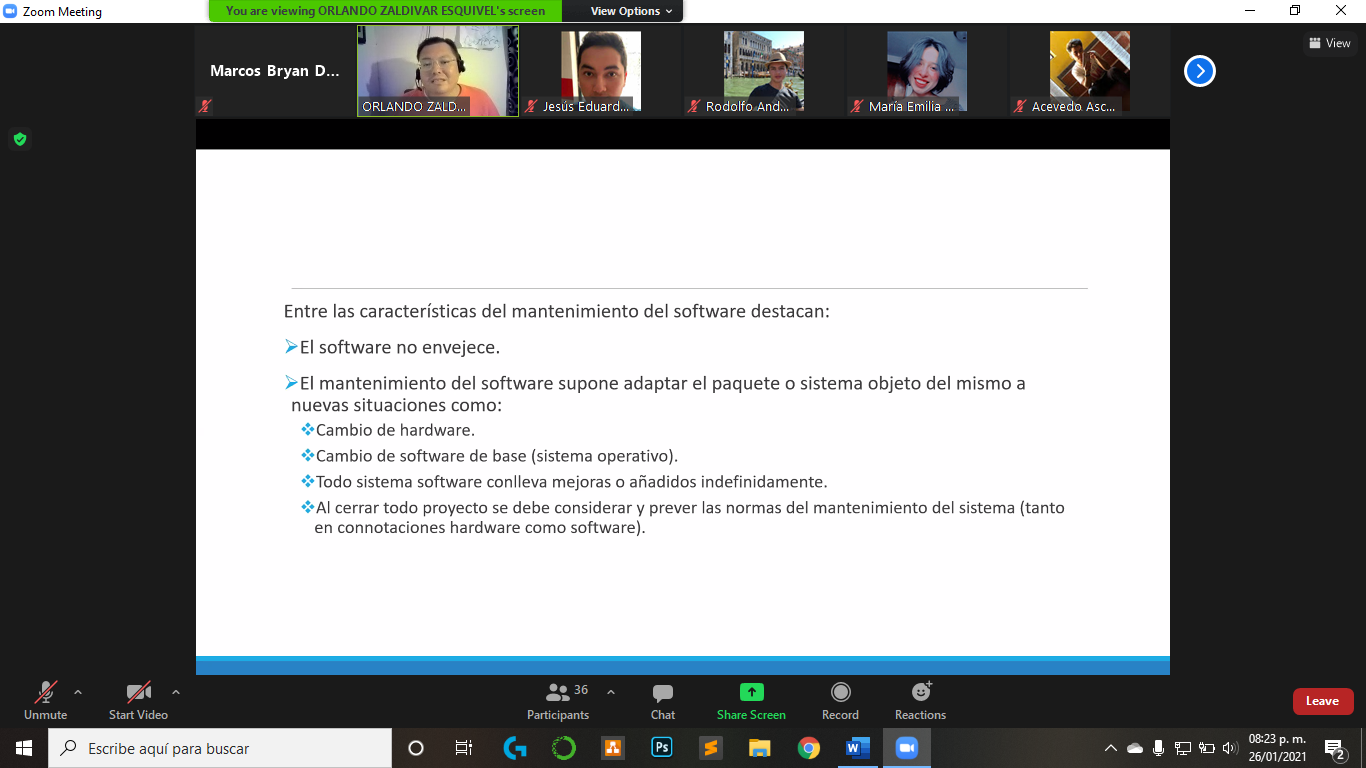 Zoom Meeting
You are viewing ORLANDO ZALDIVAR ESQUIVEL's screen
View Options
View
Marcos Bryan D...
ORLANDO ZALD...
Jesús Eduard...
Rodolfo And...
María Emilia ...
Acevedo Asc...
Entre las características del mantenimiento del software destacan:
El software no envejece.
El mantenimiento del software supone adaptar el paquete o sistema objeto del mismo a
nuevas situaciones como:
Cambio de hardware.
Cambio de software de base (sistema operativo).
Todo sistema software conlleva mejoras o añadidos indefinidamente.
Al cerrar todo proyecto se debe considerar y prever las normas del mantenimiento del sistema (tanto
en connotaciones hardware como software).
Unmute
Start Video
36
Participants
Chat
Share Screen
Record
Reactions
Leave
Escribe aquí para buscar
Ps
W
08:23 p. m.
26/01/2021
2